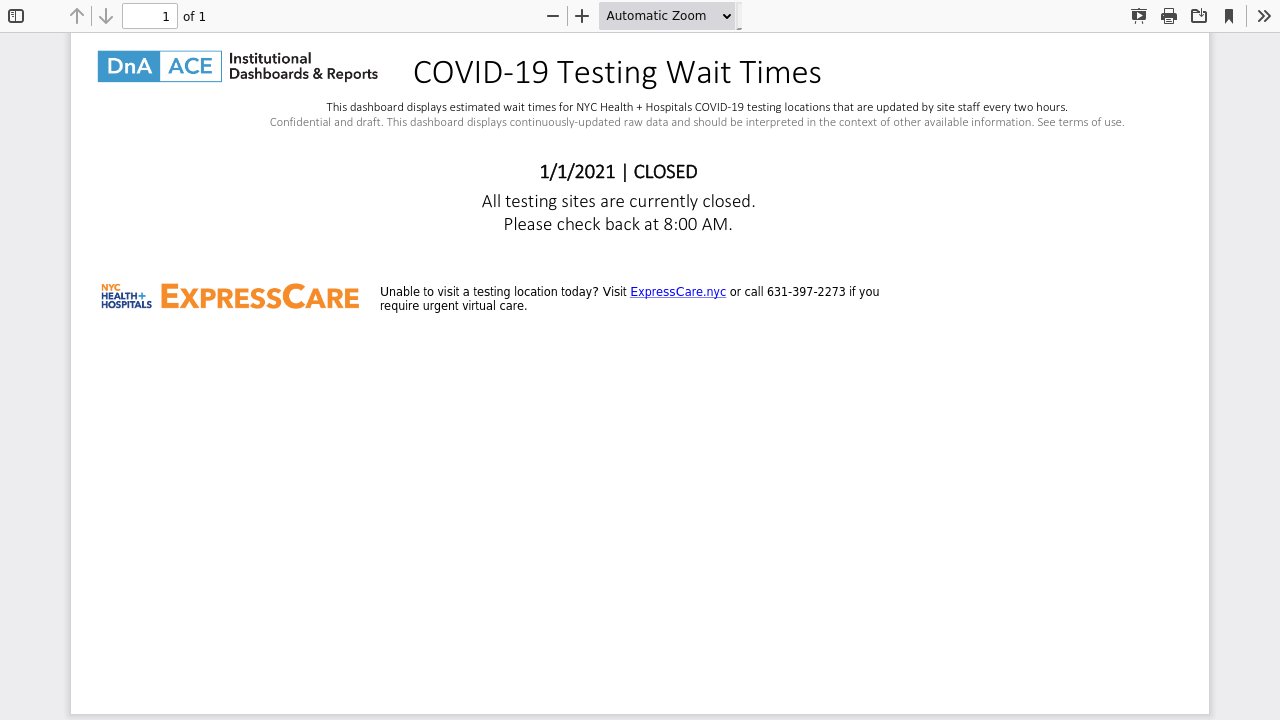 1 of 1 Automatic Zoom
DnA ACE Institutional
Dashboards & Reports
COVID-19 Testing Wait Times
This dashboard displays estimated wait times for NYC Health + Hospitals COVID-19 testing locations that are updated by site staff every two hours.
Confidential and draft. This dashboard displays continuously-updated raw data and should be interpreted in the context of other available information. See terms of use.
1/1/2021 | CLOSED
All testing sites are currently closed.
Please check back at 8:00 AM.
NYC
HEALTH+
HOSPITALS
EXPRESSCARE
Unable to visit a testing location today? Visit ExpressCare.nyc or call 631-397-2273 if you
require urgent virtual care.